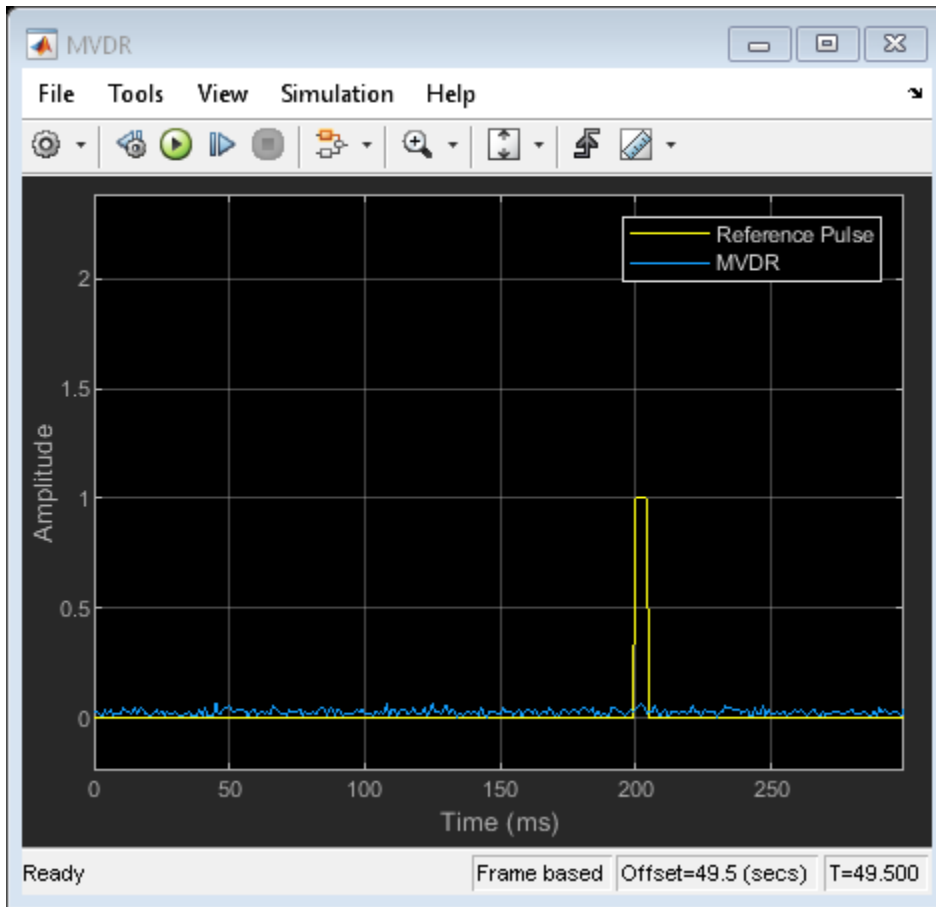 MVDR
File Tools View Simulation Help
Reference Pulse
MVDR
2
1.5
1
0.5
0
Amplitude
0 50 100 150 200 250
Time (ms)
Ready Frame based Offset=49.5 (secs) T=49.500